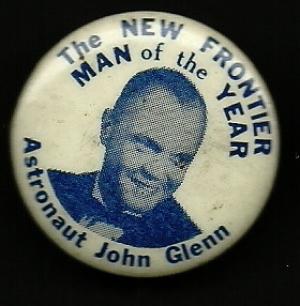 The NEW FRONTIER
MAN of the YEAR
Astronaut John Glenn